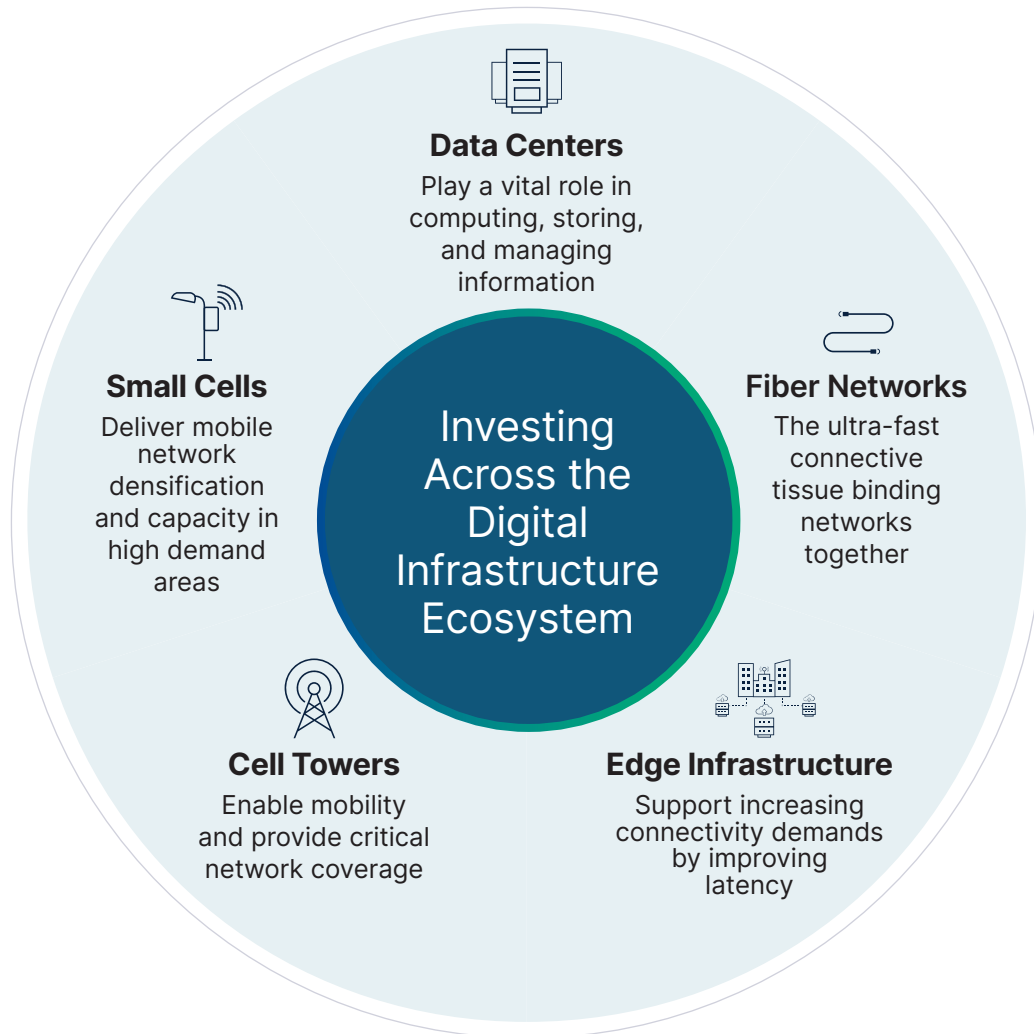 Data Centers
Play a vital role in
computing, storing,
and managing
information
Small Cells
Deliver mobile
network
densification
and capacity in
high demand
areas
Investing
Across the
Digital
Infrastructure
Ecosystem
Fiber Networks
The ultra-fast
connective
tissue binding
networks
together
Cell Towers
Enable mobility
and provide critical
network coverage
Edge Infrastructure
Support increasing
connectivity demands
by improving
latency